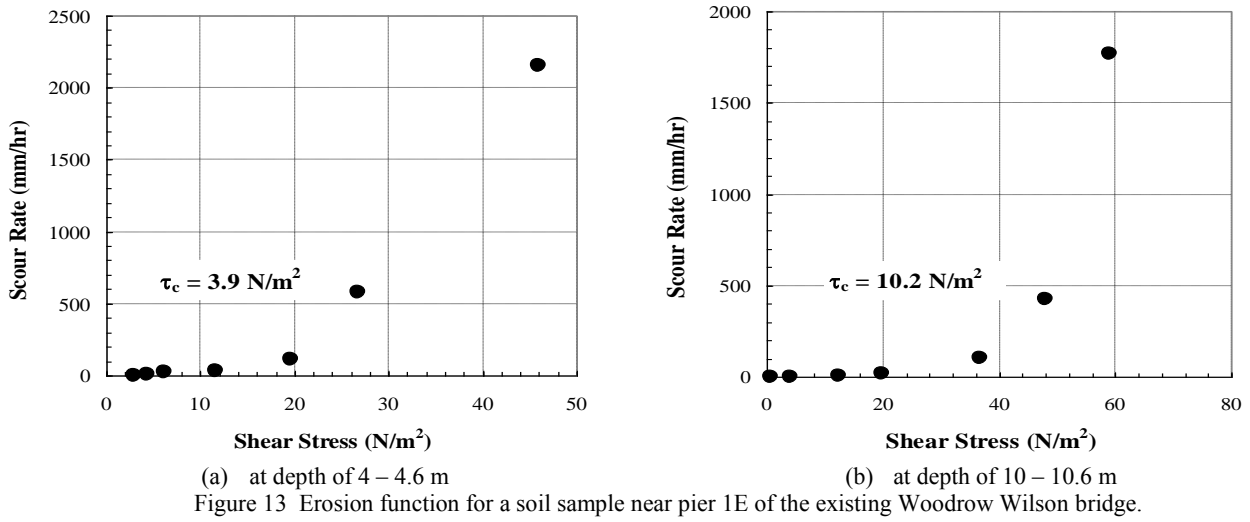 2500
2000
1500
1000
500
0
Scour Rate (mm/hr)
τc = 3.9 N/m²
0 10 20 30 40 50
Shear Stress (N/m²)
(a) at depth of 4 – 4.6 m
2000
1500
1000
500
0
Scour Rate (mm/hr)
τc = 10.2 N/m²
0 20 40 60 80
Shear Stress (N/m²)
(b) at depth of 10 – 10.6 m
Figure 13 Erosion function for a soil sample near pier 1E of the existing Woodrow Wilson bridge.